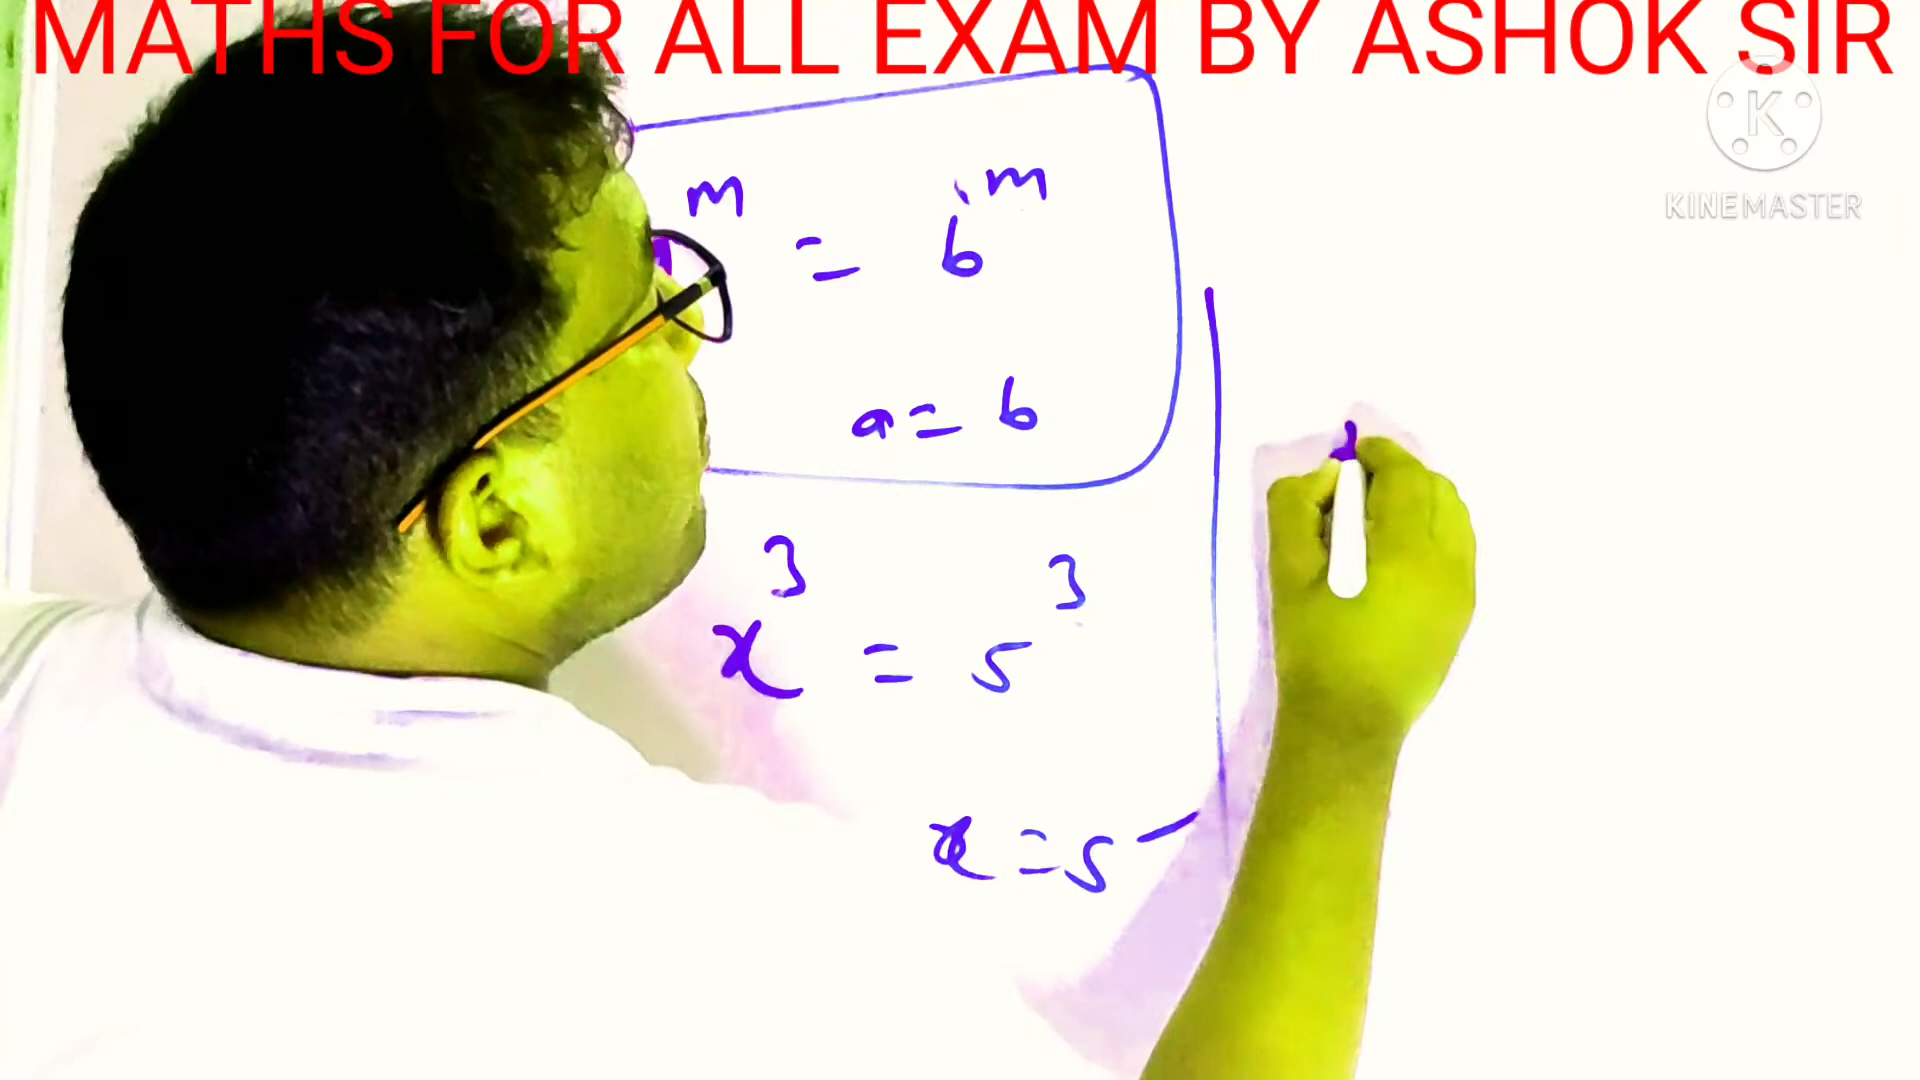 MATHS FOR ALL EXAM BY ASHOK SIR
K
KINEMASTER
m = b^m
a = b
x^3 = 5^3
x = 5